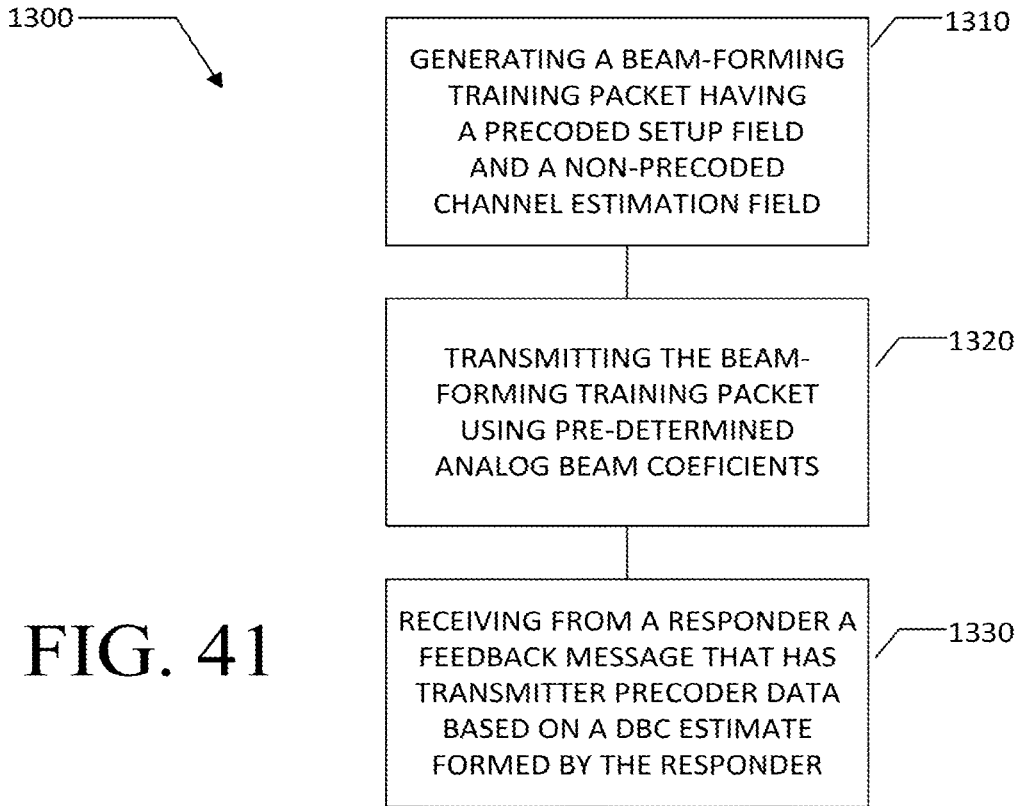 1300
1310
GENERATING A BEAM-FORMING
TRAINING PACKET HAVING
A PRECODED SETUP FIELD
AND A NON-PRECODED
CHANNEL ESTIMATION FIELD
1320
TRANSMITTING THE BEAM-
FORMING TRAINING PACKET
USING PRE-DETERMINED
ANALOG BEAM COEFICIENTS
1330
RECEIVING FROM A RESPONDER A
FEEDBACK MESSAGE THAT HAS
TRANSMITTER PRECODER DATA
BASED ON A DBC ESTIMATE
FORMED BY THE RESPONDER
FIG. 41